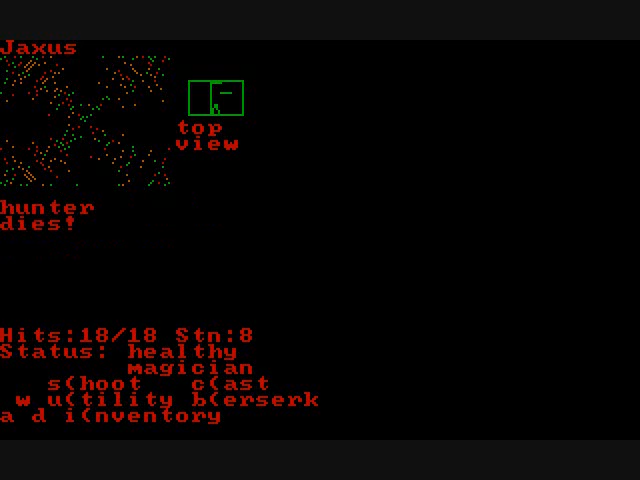 Jaxus
top
view
hunter
dies!
Hits:18/18 Stn:8
Status: healthy
magician
s(hoot c(ast
w u(tility b(erserk
a d i(nventory